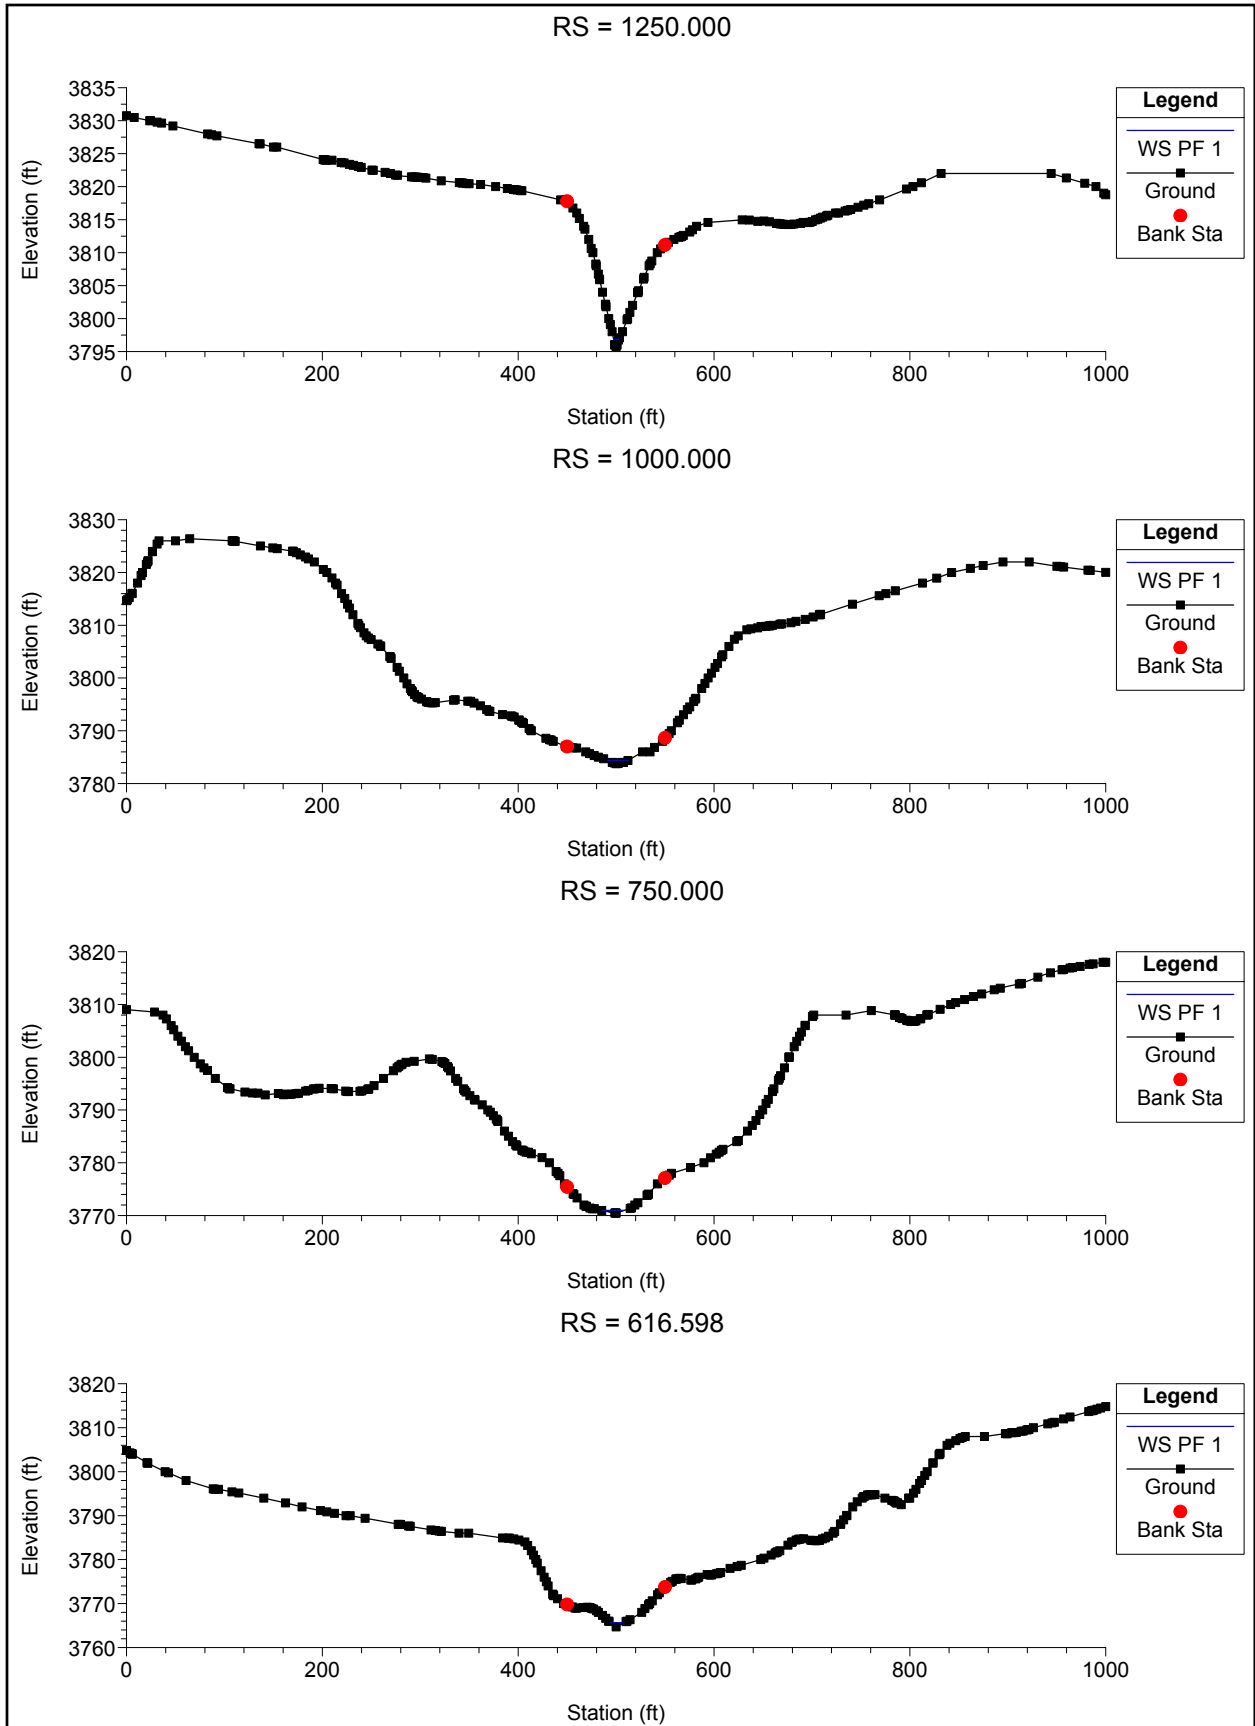 RS = 1250.000
3835
3830
3825
3820
3815
3810
3805
3800
3795
Elevation (ft)
0 200 400 600 800 1000
Station (ft)
Legend
WS PF 1
Ground
Bank Sta
RS = 1000.000
3830
3820
3810
3800
3790
3780
Elevation (ft)
0 200 400 600 800 1000
Station (ft)
Legend
WS PF 1
Ground
Bank Sta
RS = 750.000
3820
3810
3800
3790
3780
3770
Elevation (ft)
0 200 400 600 800 1000
Station (ft)
Legend
WS PF 1
Ground
Bank Sta
RS = 616.598
3820
3810
3800
3790
3780
3770
3760
Elevation (ft)
0 200 400 600 800 1000
Station (ft)
Legend
WS PF 1
Ground
Bank Sta